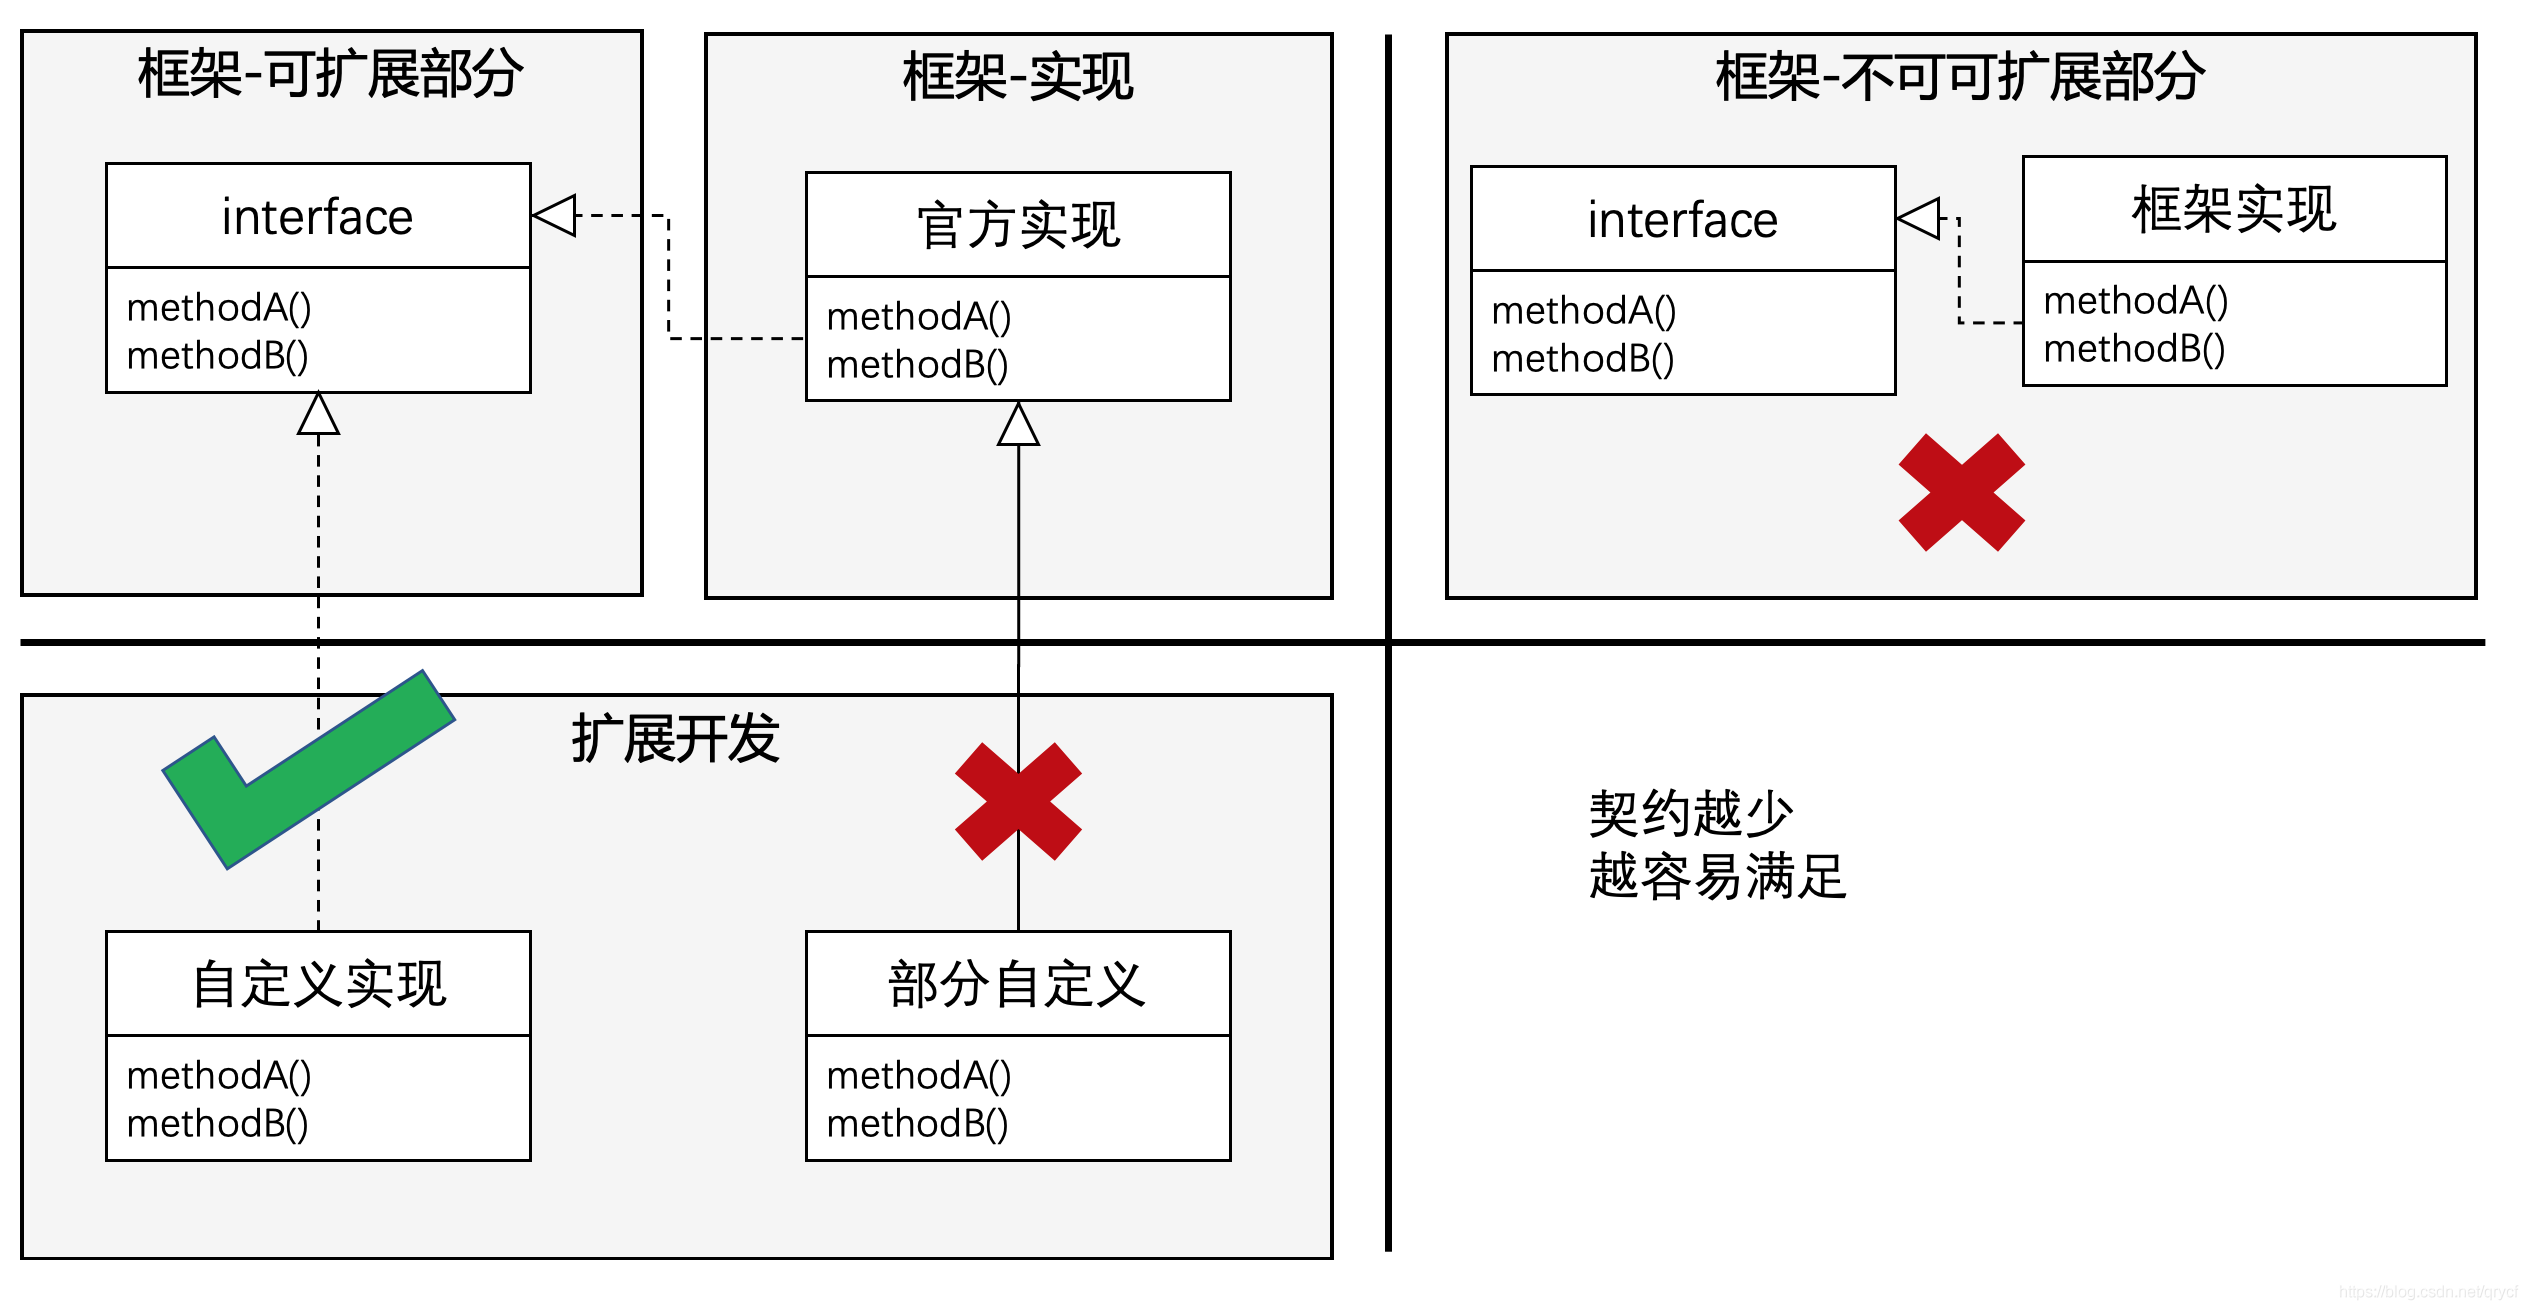 框架-可扩展部分
interface
methodA()
methodB()
框架-实现
官方实现
methodA()
methodB()
框架-不可可扩展部分
interface
methodA()
methodB()
框架实现
methodA()
methodB()
扩展开发
自定义实现
methodA()
methodB()
部分自定义
methodA()
methodB()
契约越少
越容易满足
https://blog.csdn.net/qrycf